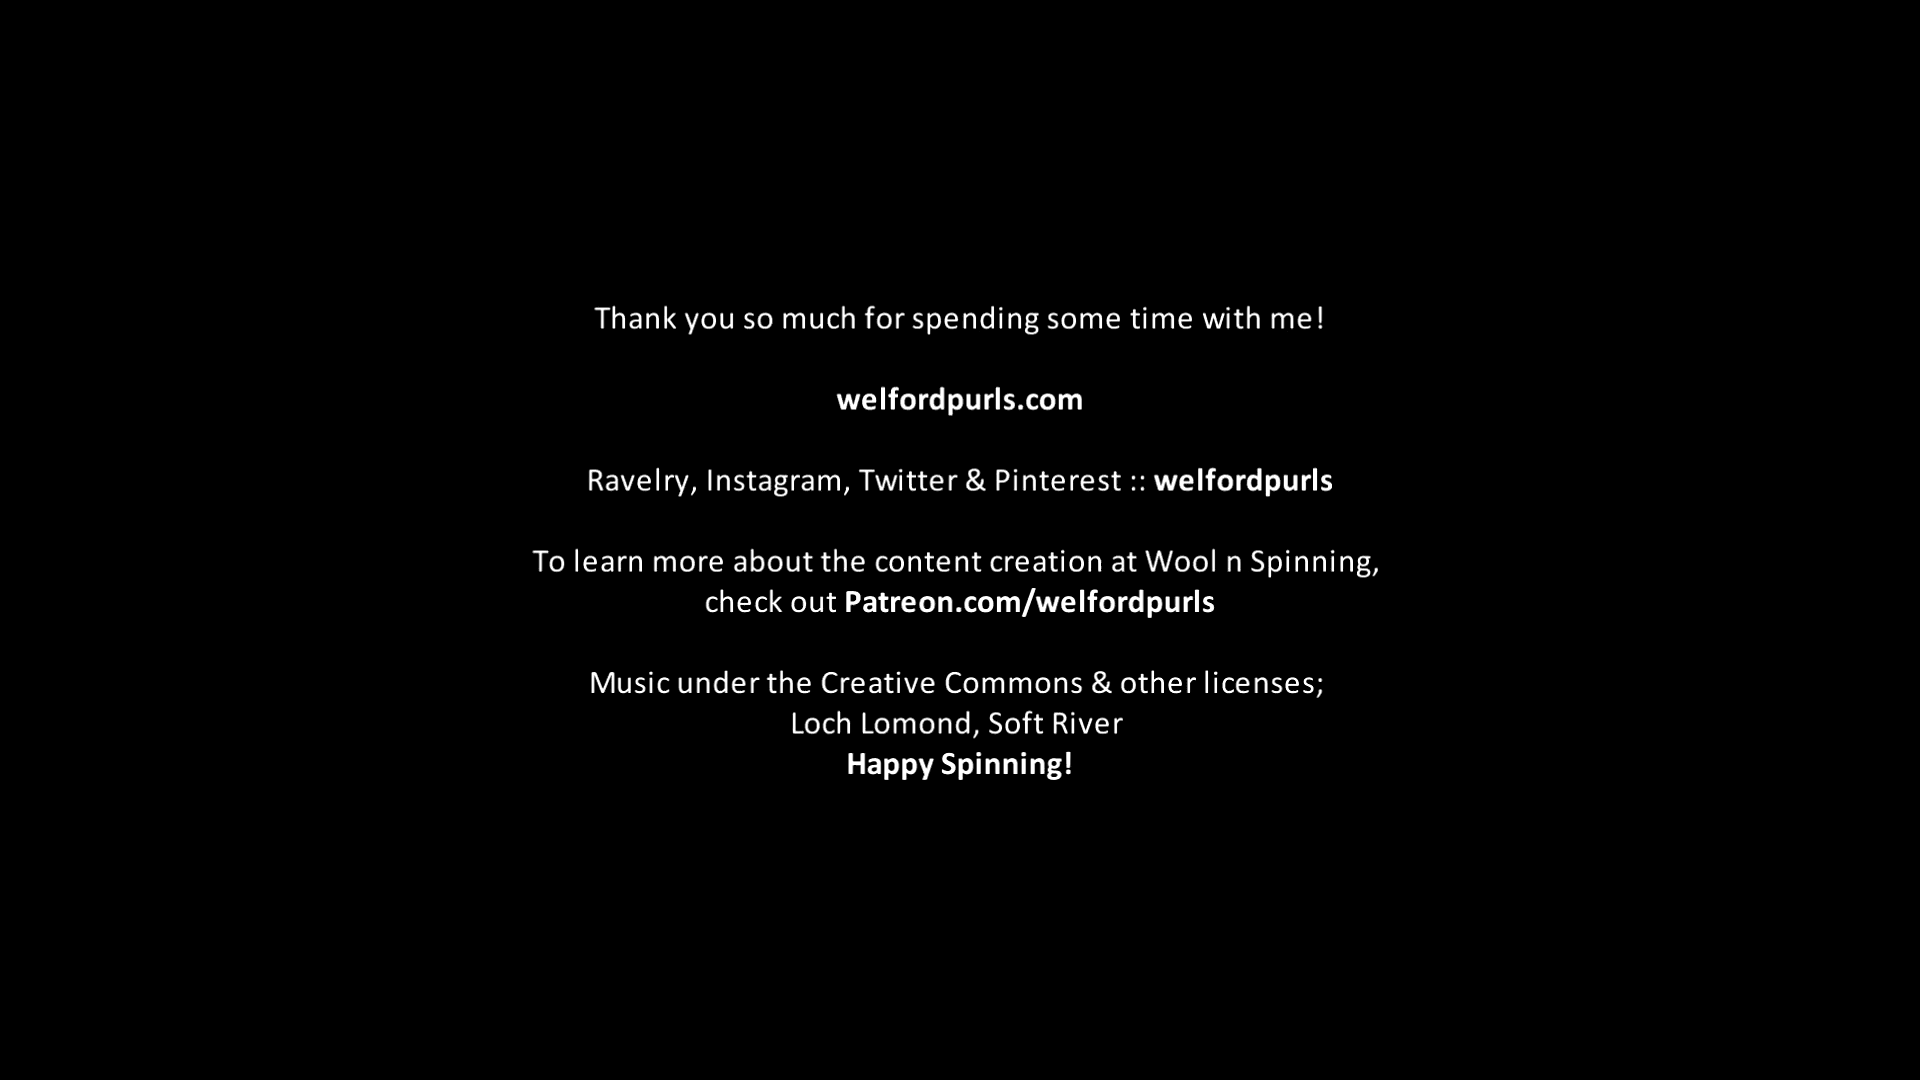 Thank you so much for spending some time with me!
welfordpurls.com
Ravelry, Instagram, Twitter & Pinterest :: welfordpurls
To learn more about the content creation at Wool n Spinning,
check out Patreon.com/welfordpurls
Music under the Creative Commons & other licenses;
Loch Lomond, Soft River
Happy Spinning!